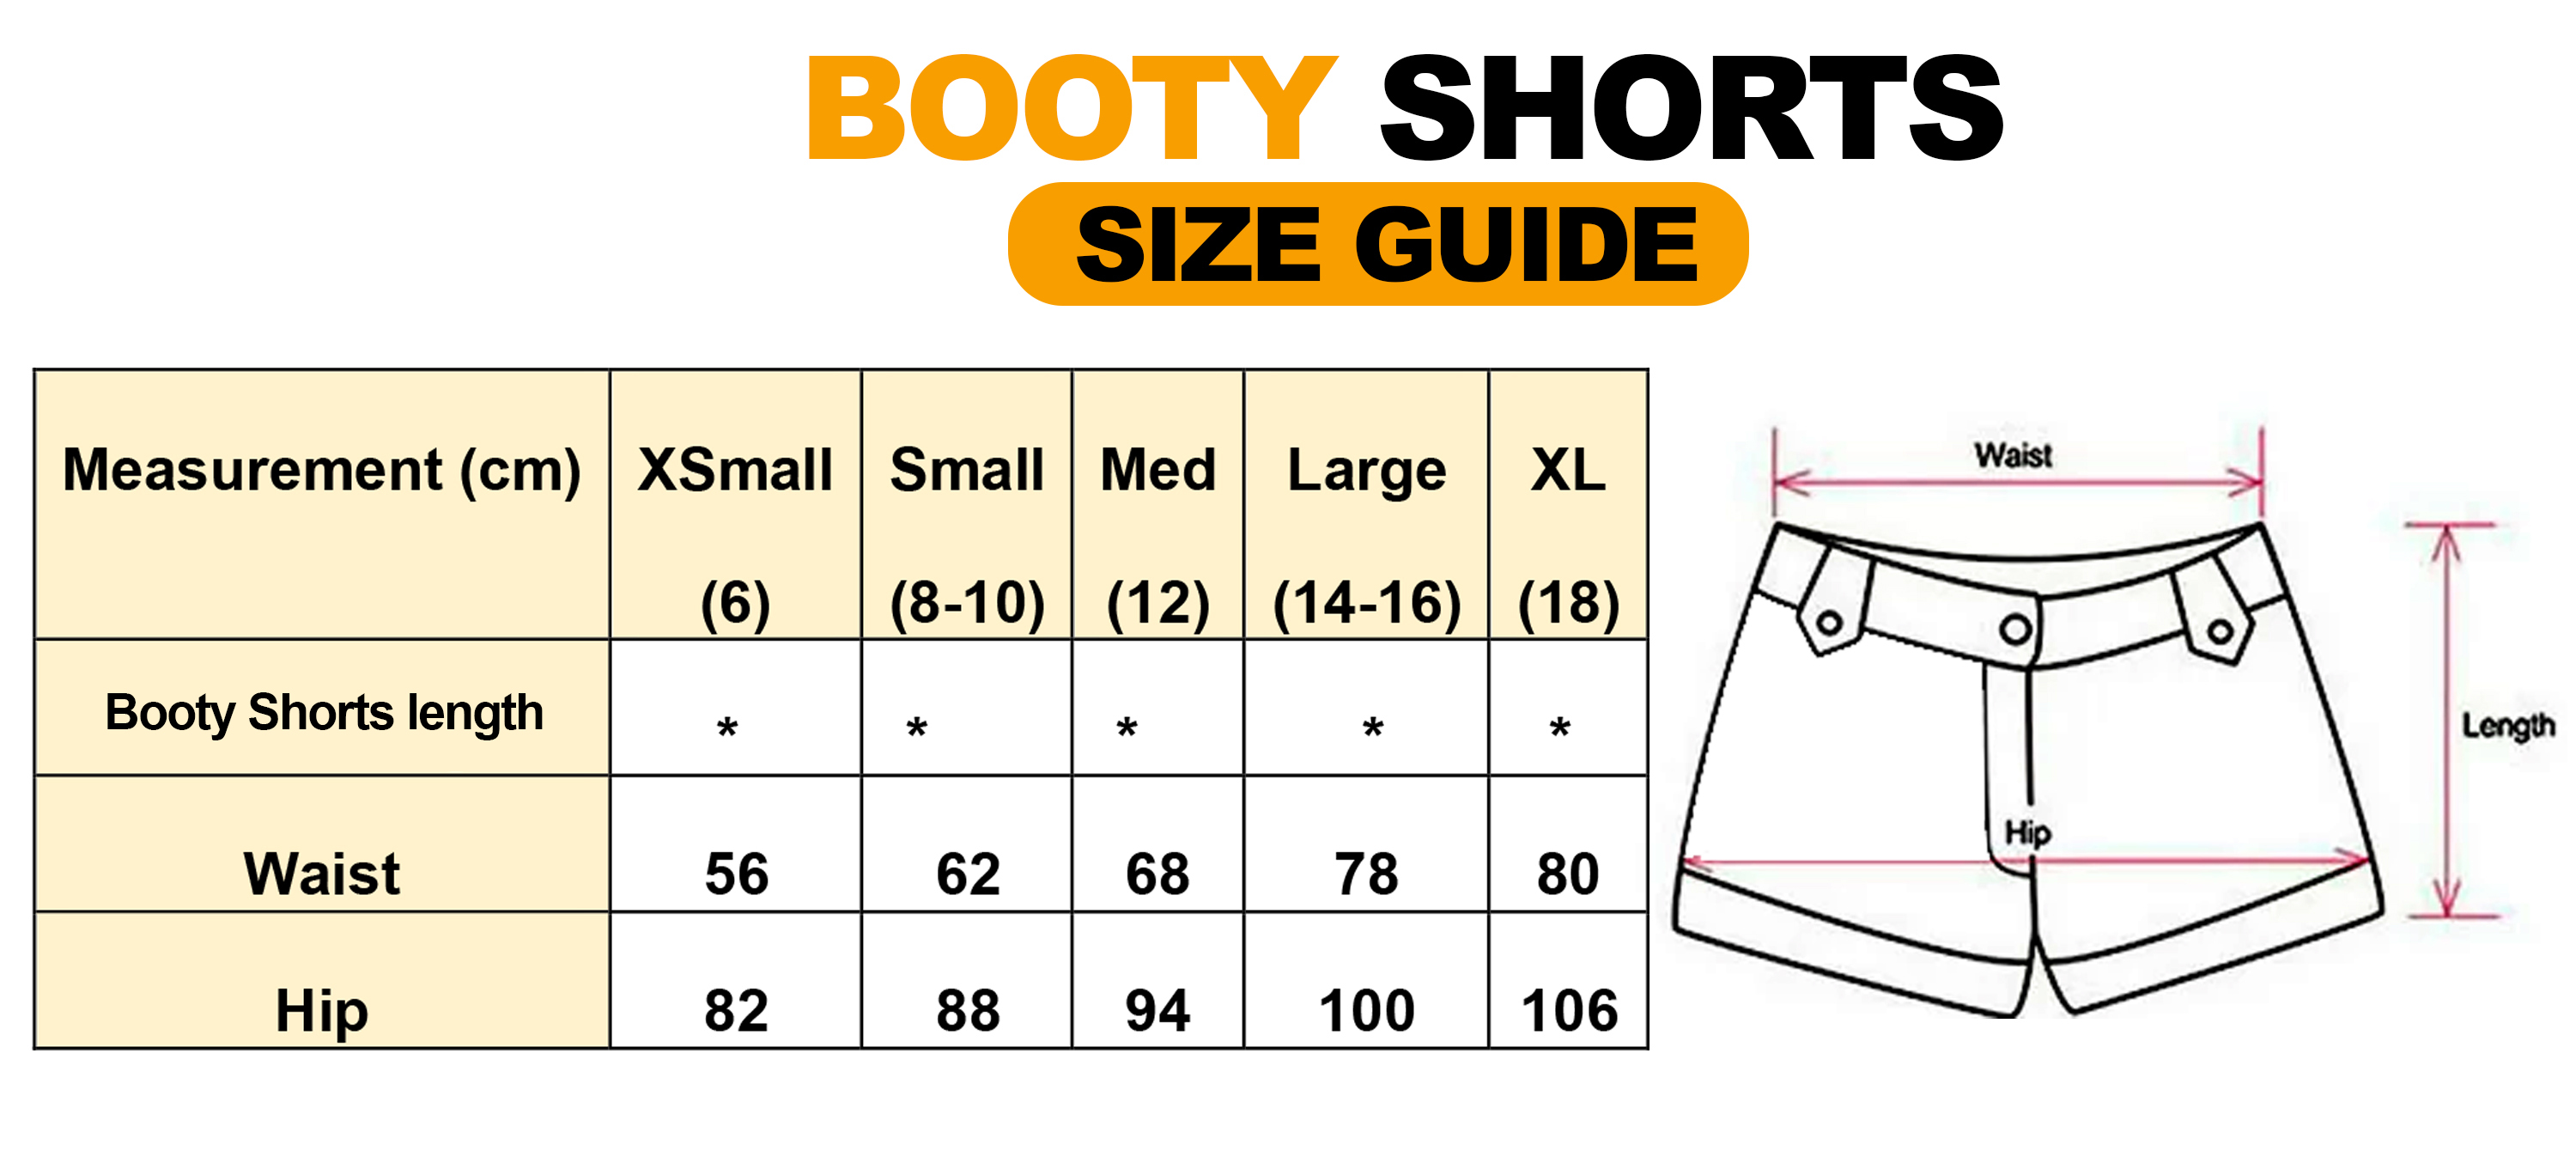 BOOTY SHORTS
SIZE GUIDE
Measurement (cm) XSmall Small Med Large XL
(6) (8-10) (12) (14-16) (18)
Booty Shorts length * * * * *
Waist 56 62 68 78 80
Hip 82 88 94 100 106
Waist
Length
Hip